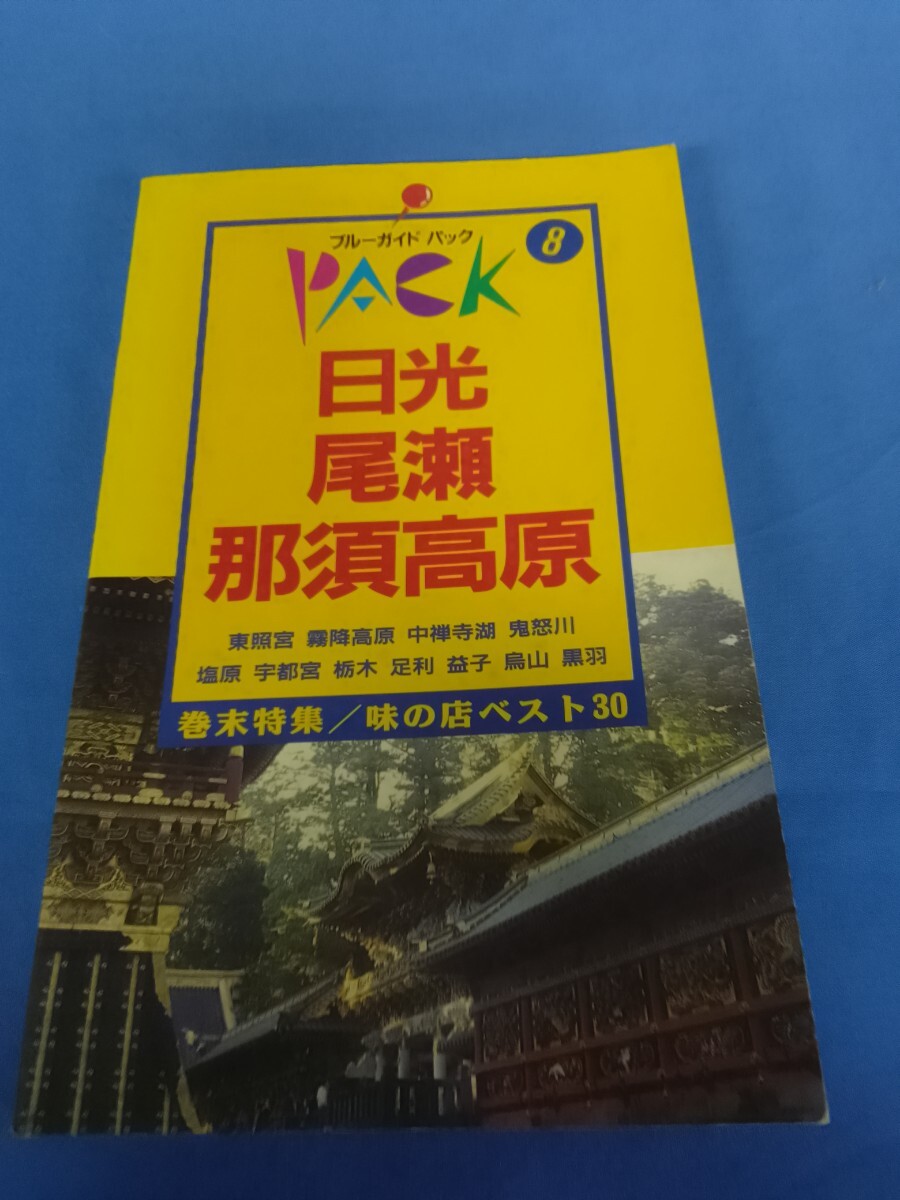 ブルーガイド パック
PACK
8
日光
尾瀬
那須高原
東照宮 霧降高原 中禅寺湖 鬼怒川
塩原 宇都宮 栃木 足利 益子 烏山 黒羽
巻末特集／味の店ベスト30